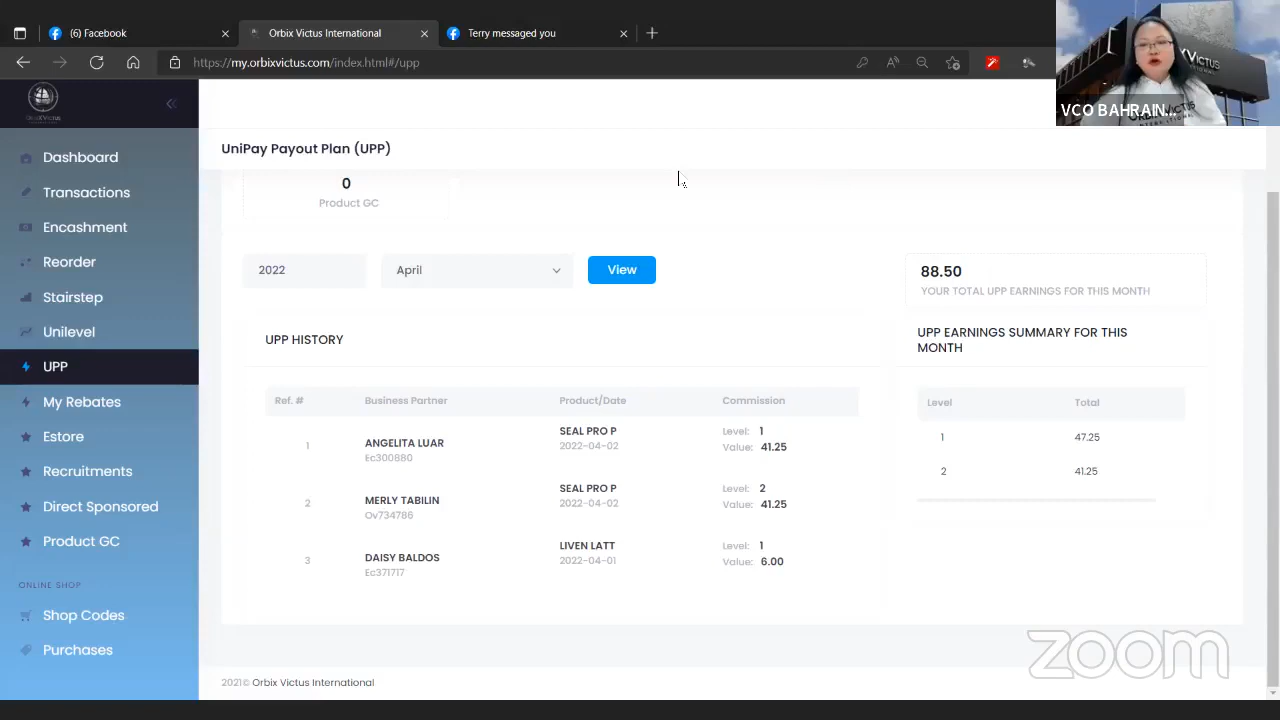 (6) Facebook
Orbix Victus International
Terry messaged you
https://my.orbixvictus.com/index.html#/upp
VCO BAHRAIN...
ORBIX VICTUS
Dashboard
Transactions
Encashment
Reorder
Stairstep
Unilevel
UPP
My Rebates
Estore
Recruitments
Direct Sponsored
Product GC
ONLINE SHOP
Shop Codes
Purchases
UniPay Payout Plan (UPP)
0
Product GC
2022
April
View
88.50
YOUR TOTAL UPP EARNINGS FOR THIS MONTH
UPP HISTORY
Ref. # Business Partner Product/Date Commission
1 ANGELITA LUAR SEAL PRO P Level: 1
Ec300880 2022-04-02 Value: 41.25
2 MERLY TABILIN SEAL PRO P Level: 2
Ov734786 2022-04-02 Value: 41.25
3 DAISY BALDOS LIVEN LATT Level: 1
Ec371717 2022-04-01 Value: 6.00
UPP EARNINGS SUMMARY FOR THIS
MONTH
Level Total
1 47.25
2 41.25
2021© Orbix Victus International
zoom